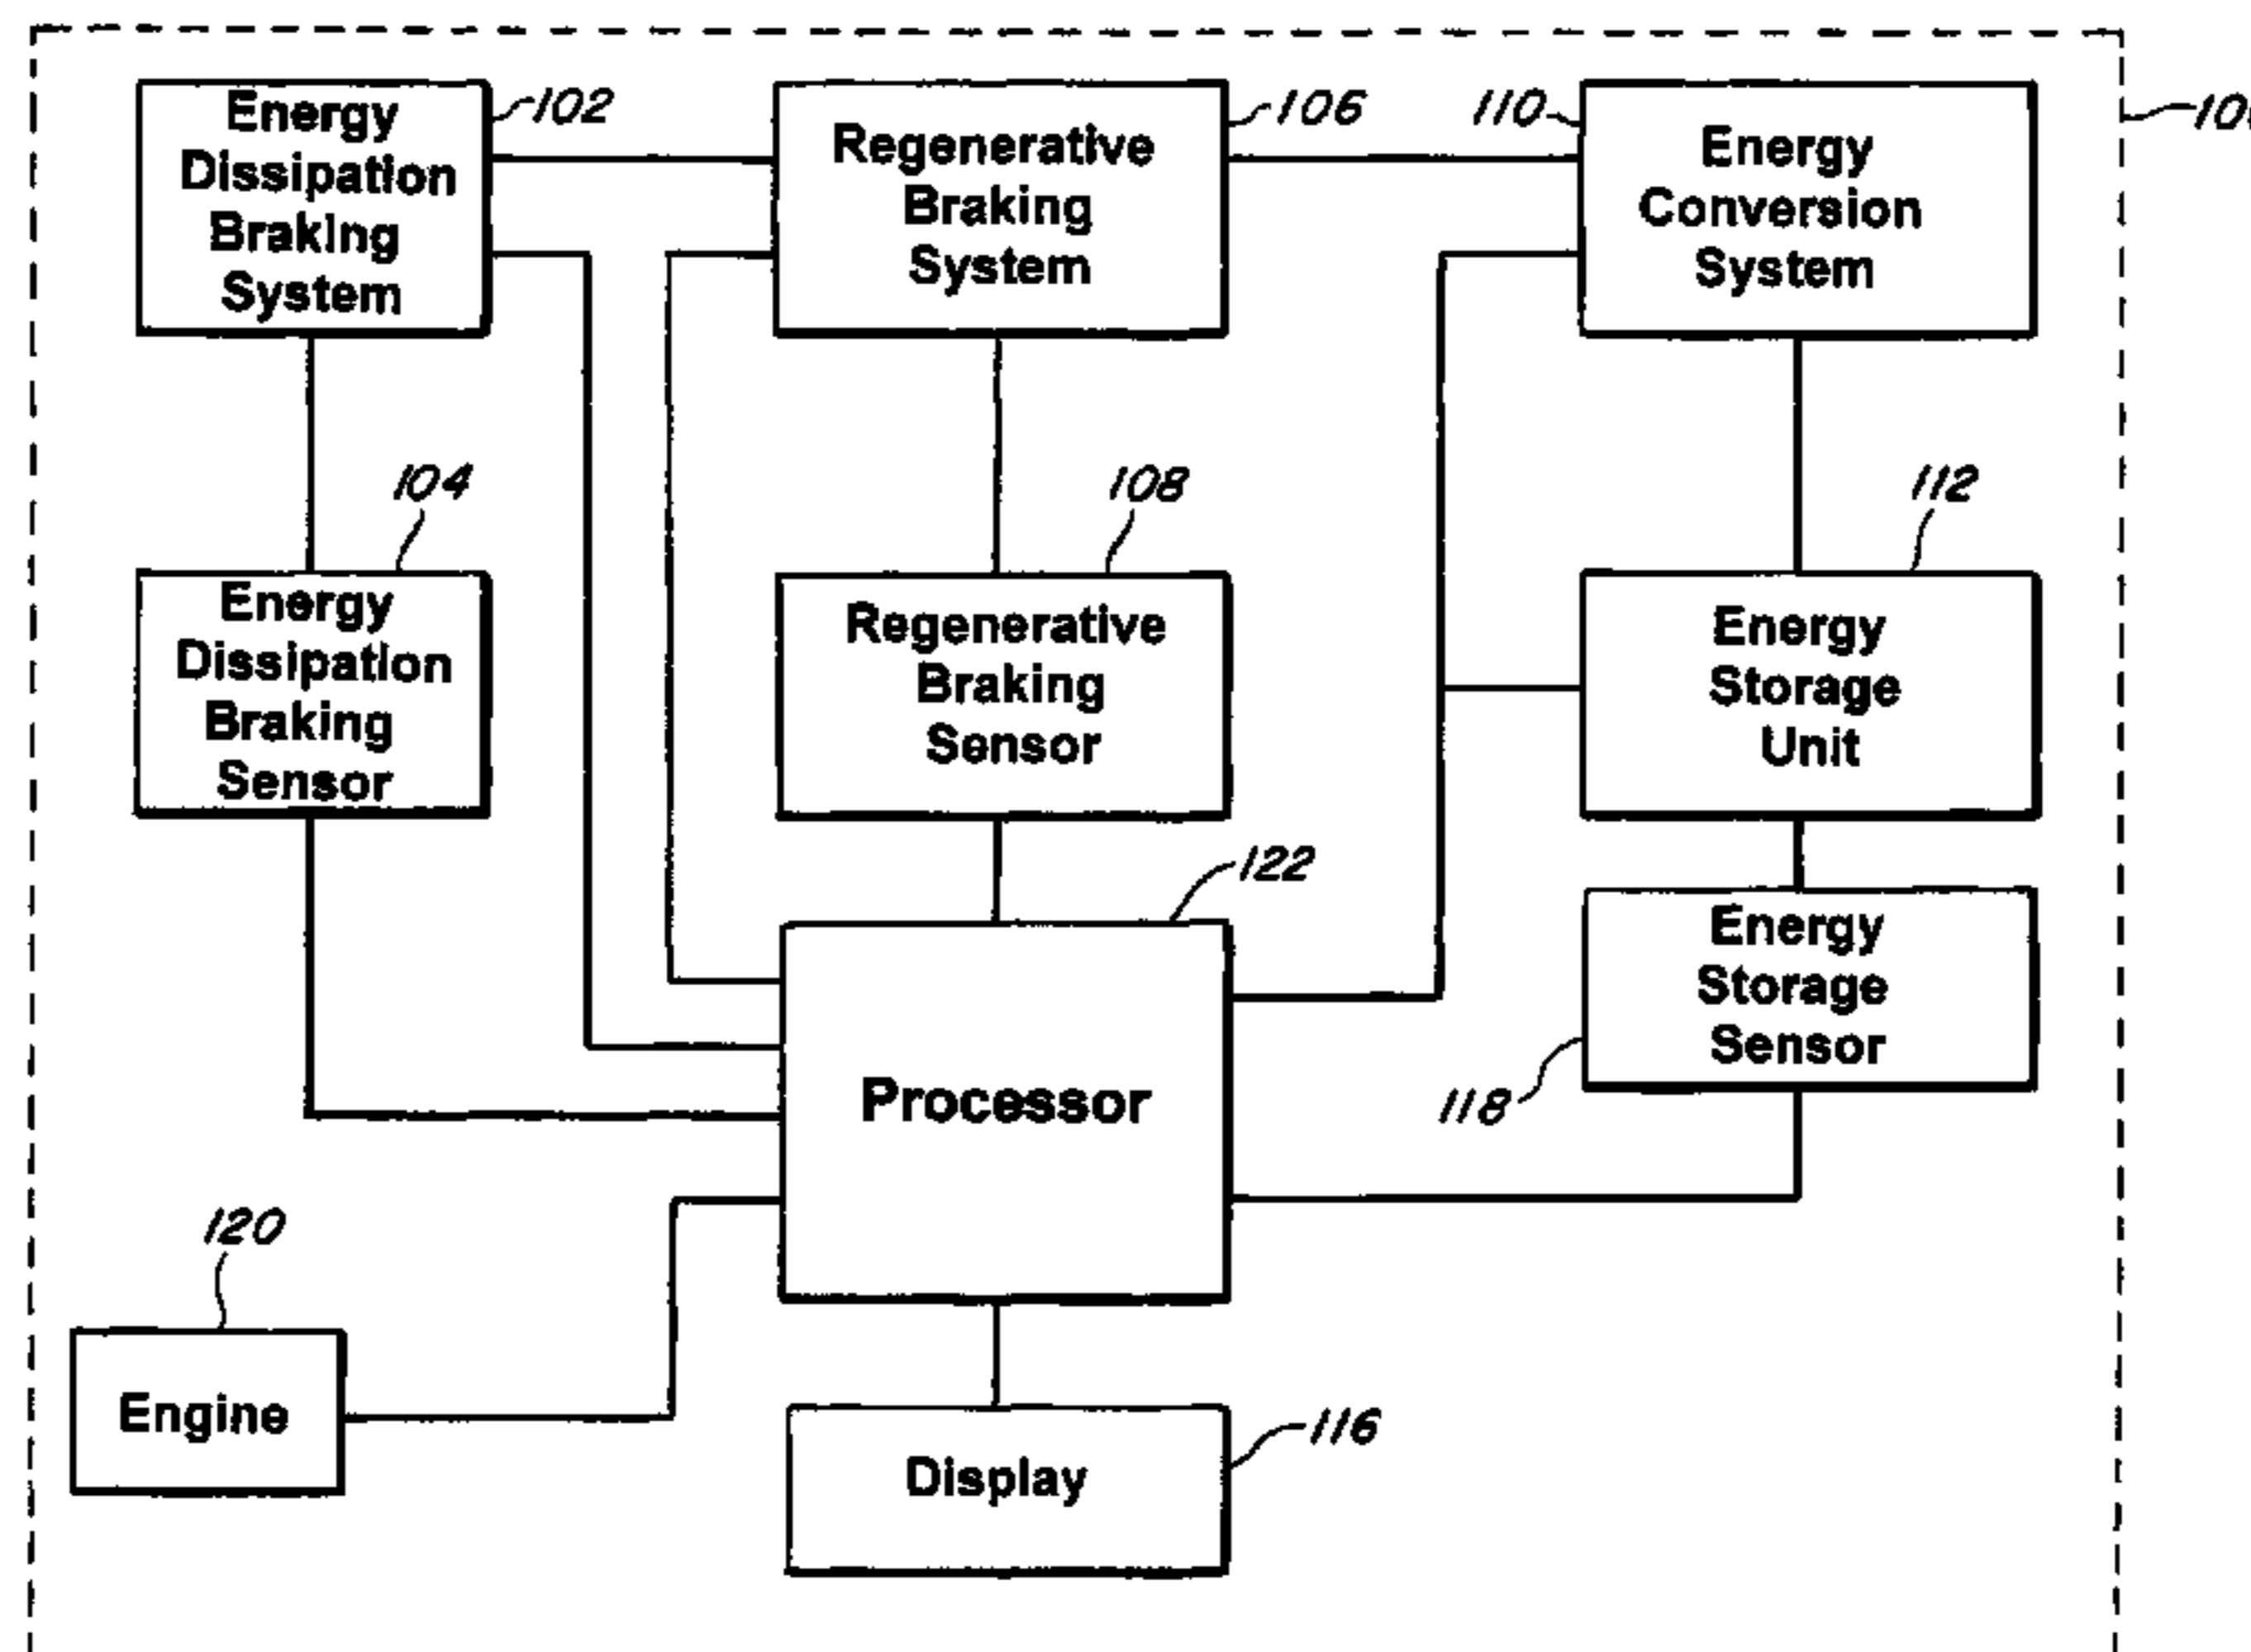 Energy
Dissipation
Braking
System
102
Regenerative
Braking
System
106
110
Energy
Conversion
System
104
Energy
Dissipation
Braking
Sensor
108
Regenerative
Braking
Sensor
112
Energy
Storage
Unit
122
Processor
Energy
Storage
Sensor
118
120
Engine
Display
116